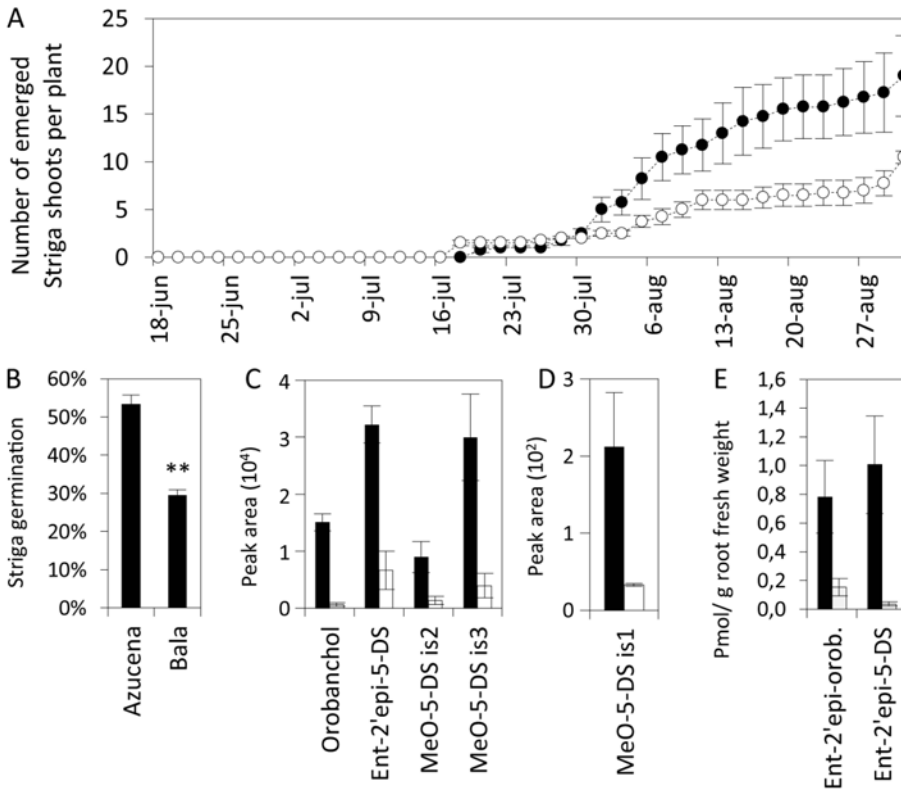 A
Number of emerged
Striga shoots per plant
25
20
15
10
5
0
18-jun
25-jun
2-jul
9-jul
16-jul
23-jul
30-jul
6-aug
13-aug
20-aug
27-aug
B
Striga germination
60%
50%
40%
30%
20%
10%
0%
**
Azucena
Bala
C
Peak area (10⁴)
4
3
2
1
0
Orobanchol
Ent-2'epi-5-DS
MeO-5-DS is2
MeO-5-DS is3
D
Peak area (10²)
3
2
1
0
MeO-5-DS is1
E
Pmol/ g root fresh weight
1,6
1,4
1,2
1,0
0,8
0,6
0,4
0,2
0,0
Ent-2'epi-orob.
Ent-2'epi-5-DS